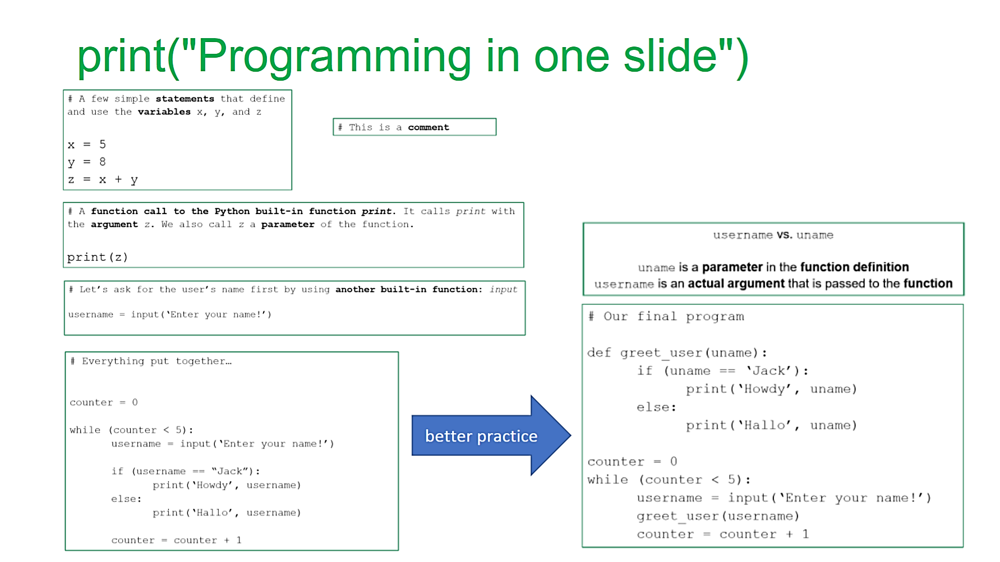 print("Programming in one slide")
# A few simple statements that define
and use the variables x, y, and z
x = 5
y = 8
z = x + y
# This is a comment
# A function call to the Python built-in function print. It calls print with
the argument z. We also call z a parameter of the function.
print(z)
# Let’s ask for the user’s name first by using another built-in function: input
username = input(‘Enter your name!’)
# Everything put together…
counter = 0
while (counter < 5):
username = input(‘Enter your name!’)
if (username == “Jack”):
print(‘Howdy’, username)
else:
print(‘Hallo’, username)
counter = counter + 1
better practice
username vs. uname
uname is a parameter in the function definition
username is an actual argument that is passed to the function
# Our final program
def greet_user(uname):
if (uname == ‘Jack’):
print(‘Howdy’, uname)
else:
print(‘Hallo’, uname)
counter = 0
while (counter < 5):
username = input(‘Enter your name!’)
greet_user(username)
counter = counter + 1